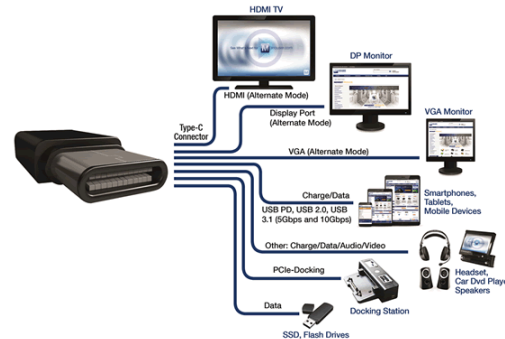 HDMI TV
HDMI (Alternate Mode)
DP Monitor
Display Port
(Alternate Mode)
Type-C
Connector
VGA Monitor
VGA (Alternate Mode)
Charge/Data
USB PD, USB 2.0, USB
3.1 (5Gbps and 10Gbps)
Smartphones,
Tablets,
Mobile Devices
Other: Charge/Data/Audio/Video
Headset,
Car Dvd Player
Speakers
PCIe-Docking
Docking Station
Data
SSD, Flash Drives